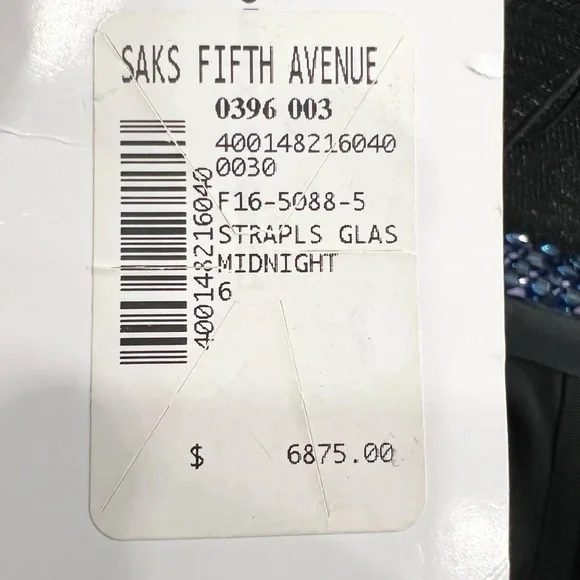 SAKS FIFTH AVENUE
0396 003
400148216040
0030
F16-5088-5
STRAPLS GLAS
MIDNIGHT
6
400148216040
$ 6875.00